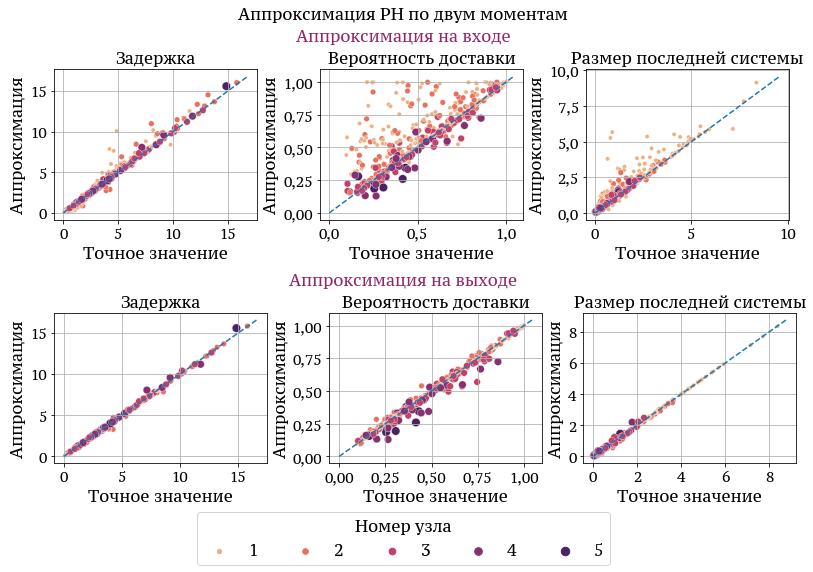 Аппроксимация PH по двум моментам
Аппроксимация на входе
Задержка
Вероятность доставки
Размер последней системы
Аппроксимация
15
10
5
0
0 5 10 15
Точное значение
Аппроксимация
1,00
0,75
0,50
0,25
0,00
0,0 0,5 1,0
Точное значение
Аппроксимация
10,0
7,5
5,0
2,5
0,0
0 5 10
Точное значение
Аппроксимация на выходе
Задержка
Вероятность доставки
Размер последней системы
Аппроксимация
15
10
5
0
0 5 10 15
Точное значение
Аппроксимация
1,00
0,75
0,50
0,25
0,00
0,00 0,25 0,50 0,75 1,00
Точное значение
Аппроксимация
8
6
4
2
0
0 2 4 6 8
Точное значение
Номер узла
1 2 3 4 5